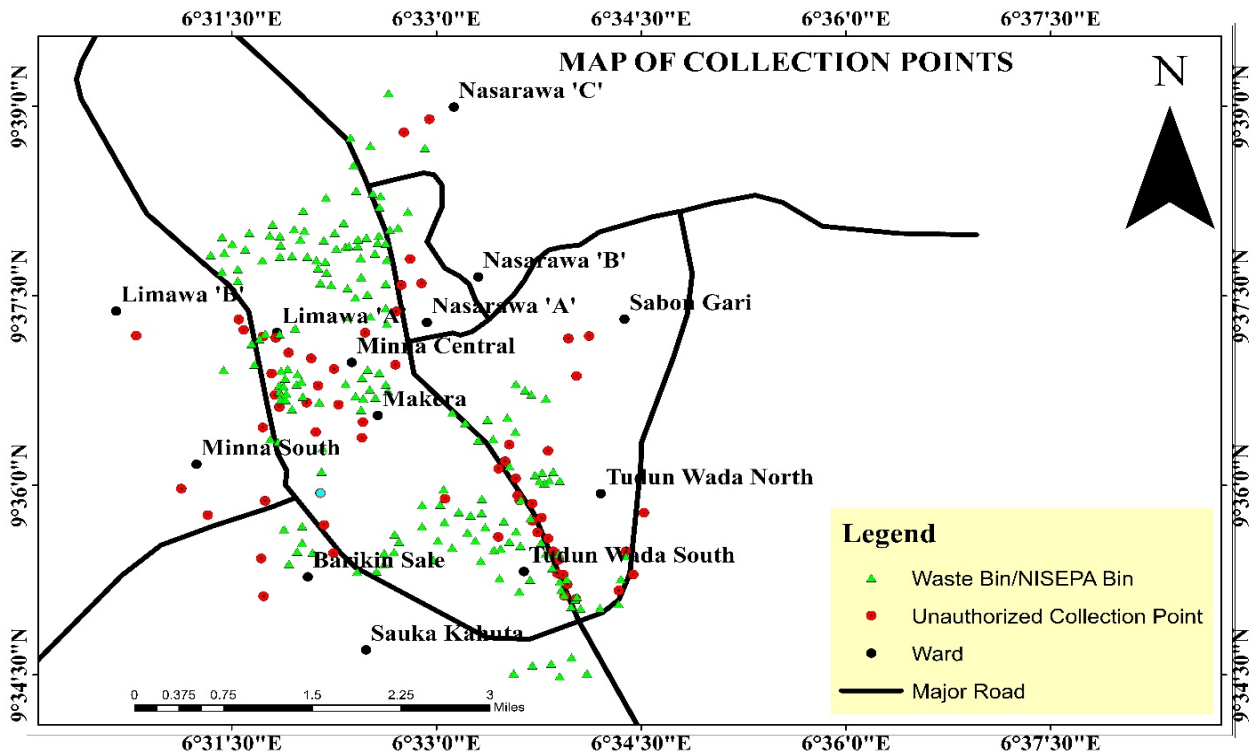 6°31'30"E 6°33'0"E 6°34'30"E 6°36'0"E 6°37'30"E
MAP OF COLLECTION POINTS
N
9°39'0"N 9°39'0"N
Nasarawa 'C'
Nasarawa 'B'
9°37'30"N 9°37'30"N
Limawa 'B'
Nasarawa 'A'
Sabon Gari
Limawa 'A'
Minna Central
Makera
Minna South
9°36'0"N 9°36'0"N
Tudun Wada North
Tudun Wada South
Barikin Sale
Sauka Kahuta
9°34'30"N 9°34'30"N
Legend
Waste Bin/NISEPA Bin
Unauthorized Collection Point
Ward
Major Road
0 0.375 0.75 1.5 2.25 3
Miles
6°31'30"E 6°33'0"E 6°34'30"E 6°36'0"E 6°37'30"E